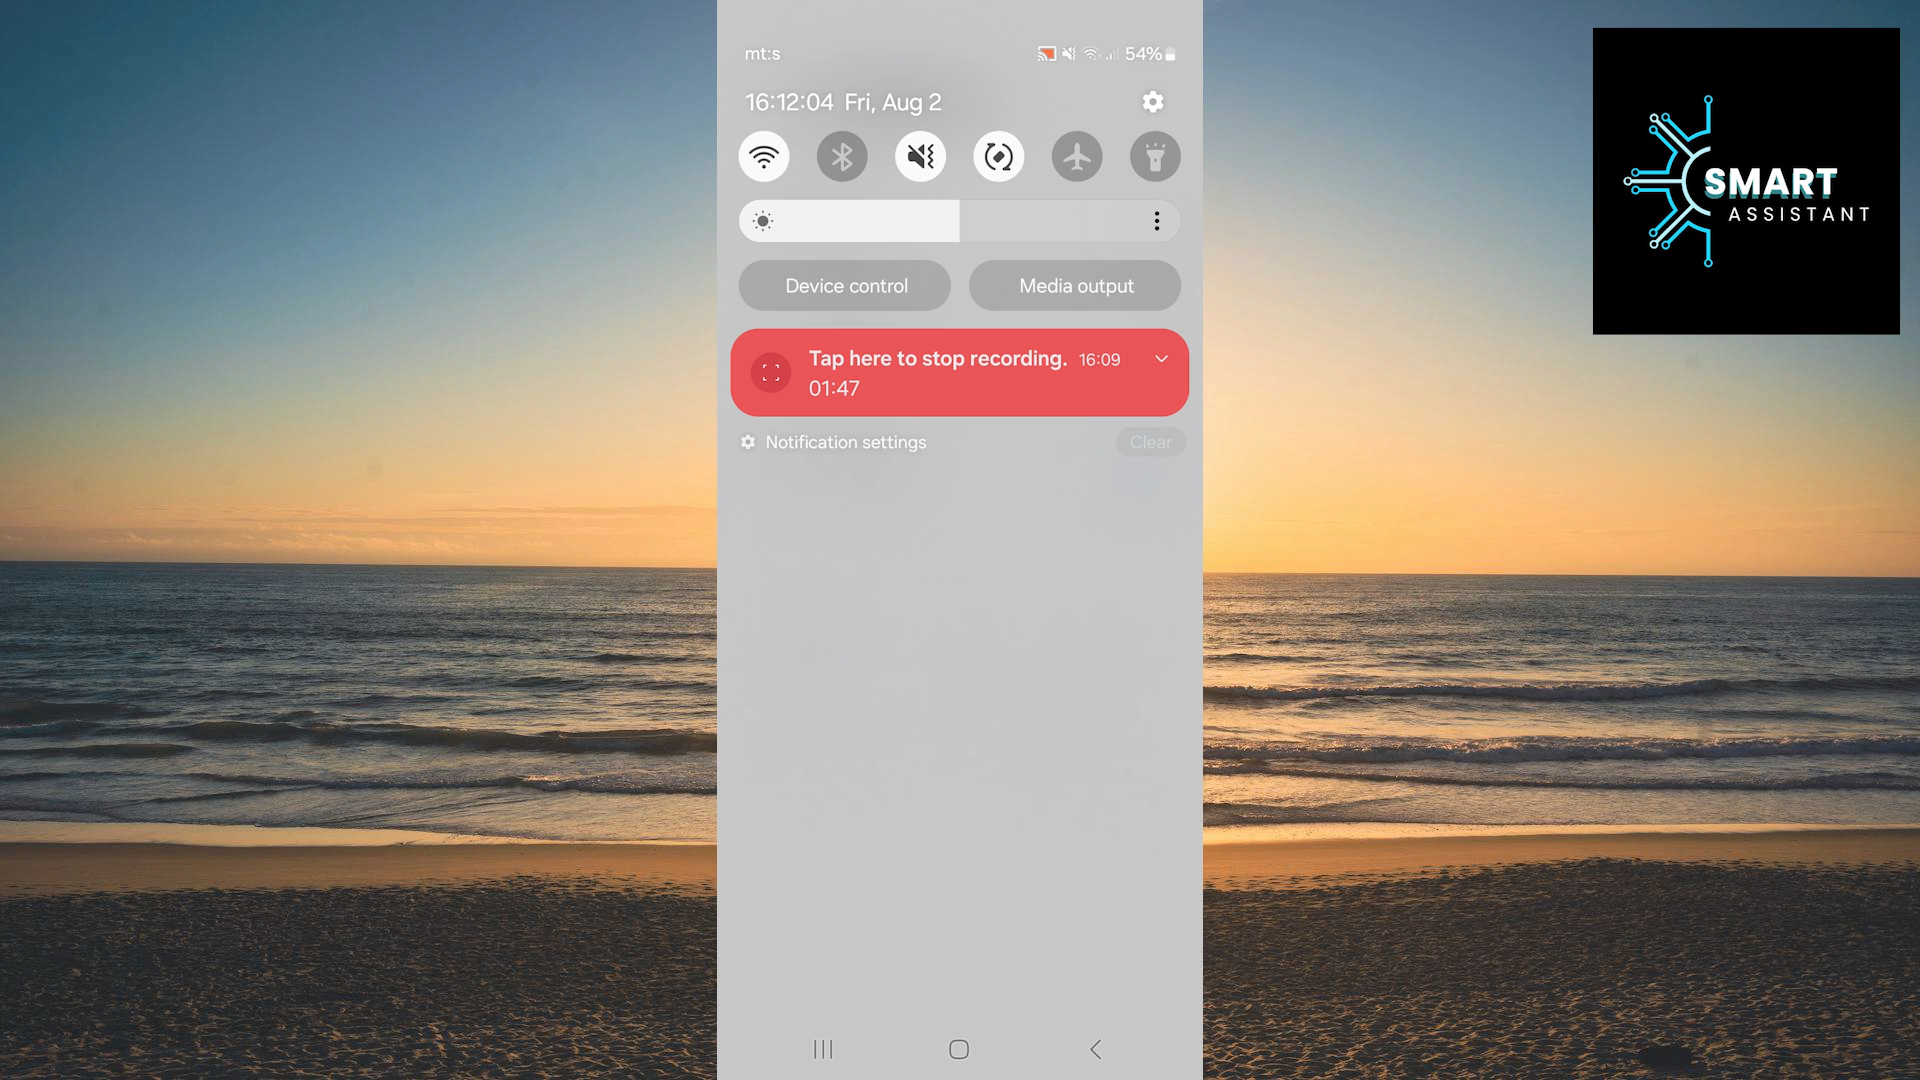 mt:s
54%
16:12:04 Fri, Aug 2
Device control
Media output
Tap here to stop recording. 16:09
01:47
Notification settings
Clear
SMART
ASSISTANT